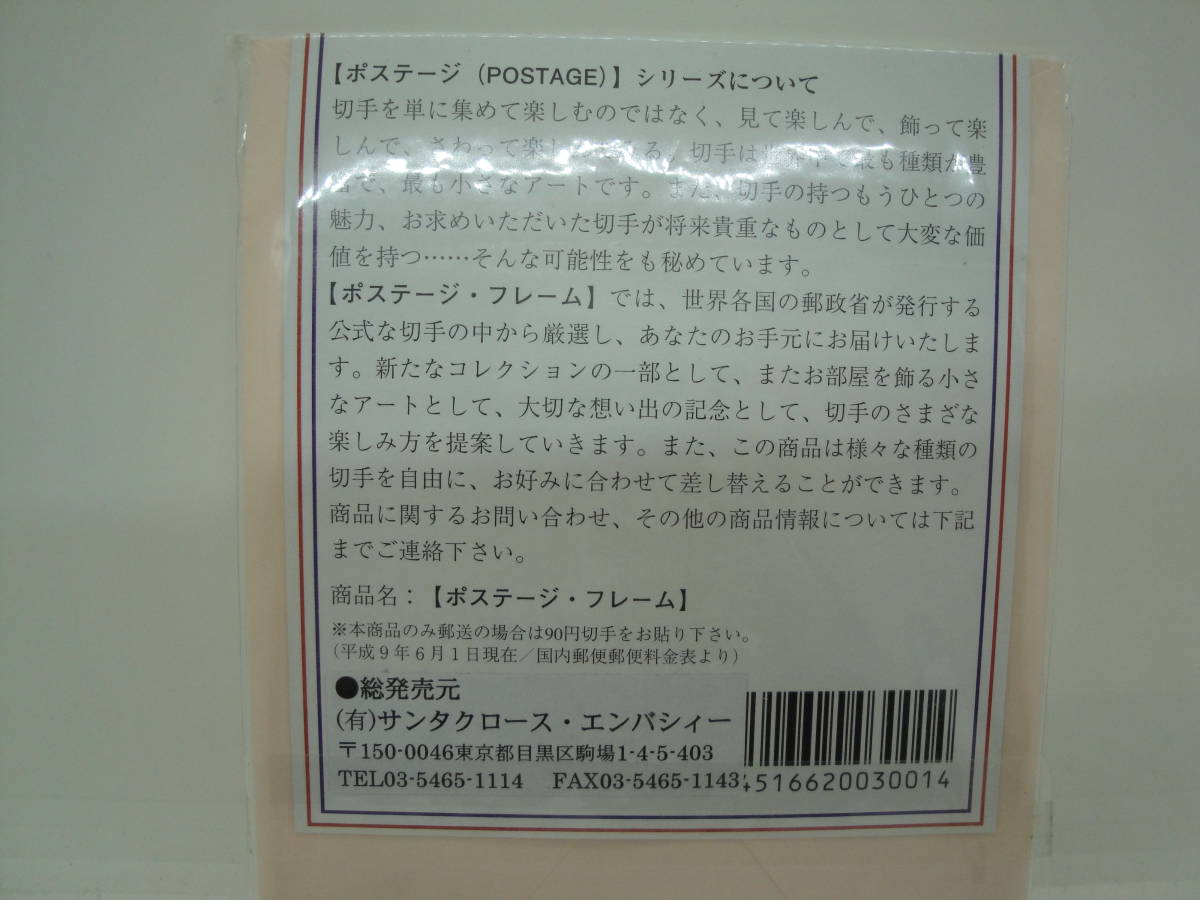 【ポステージ（POSTAGE）】シリーズについて
切手を単に集めて楽しむのではなく、見て楽しんで、飾って楽
しんで、さわって楽し る。切手は世界中で最も種類が豊
富で、最も小さなアートです。また、切手の持つもうひとつの
魅力、お求めいただいた切手が将来貴重なものとして大変な価
値を持つ……そんな可能性をも秘めています。
【ポステージ・フレーム】では、世界各国の郵政省が発行する
公式な切手の中から厳選し、あなたのお手元にお届けいたしま
す。新たなコレクションの一部として、またお部屋を飾る小さ
なアートとして、大切な想い出の記念として、切手のさまざな
楽しみ方を提案していきます。また、この商品は様々な種類の
切手を自由に、お好みに合わせて差し替えることができます。
商品に関するお問い合わせ、その他の商品情報については下記
までご連絡下さい。
商品名：【ポステージ・フレーム】
※本商品のみ郵送の場合は90円切手をお貼り下さい。
（平成9年6月1日現在／国内郵便郵便料金表より）
●総発売元
(有)サンタクロース・エンバシィー
〒150-0046東京都目黒区駒場1-4-5-403
TEL03-5465-1114 FAX03-5465-1143
4516620030014